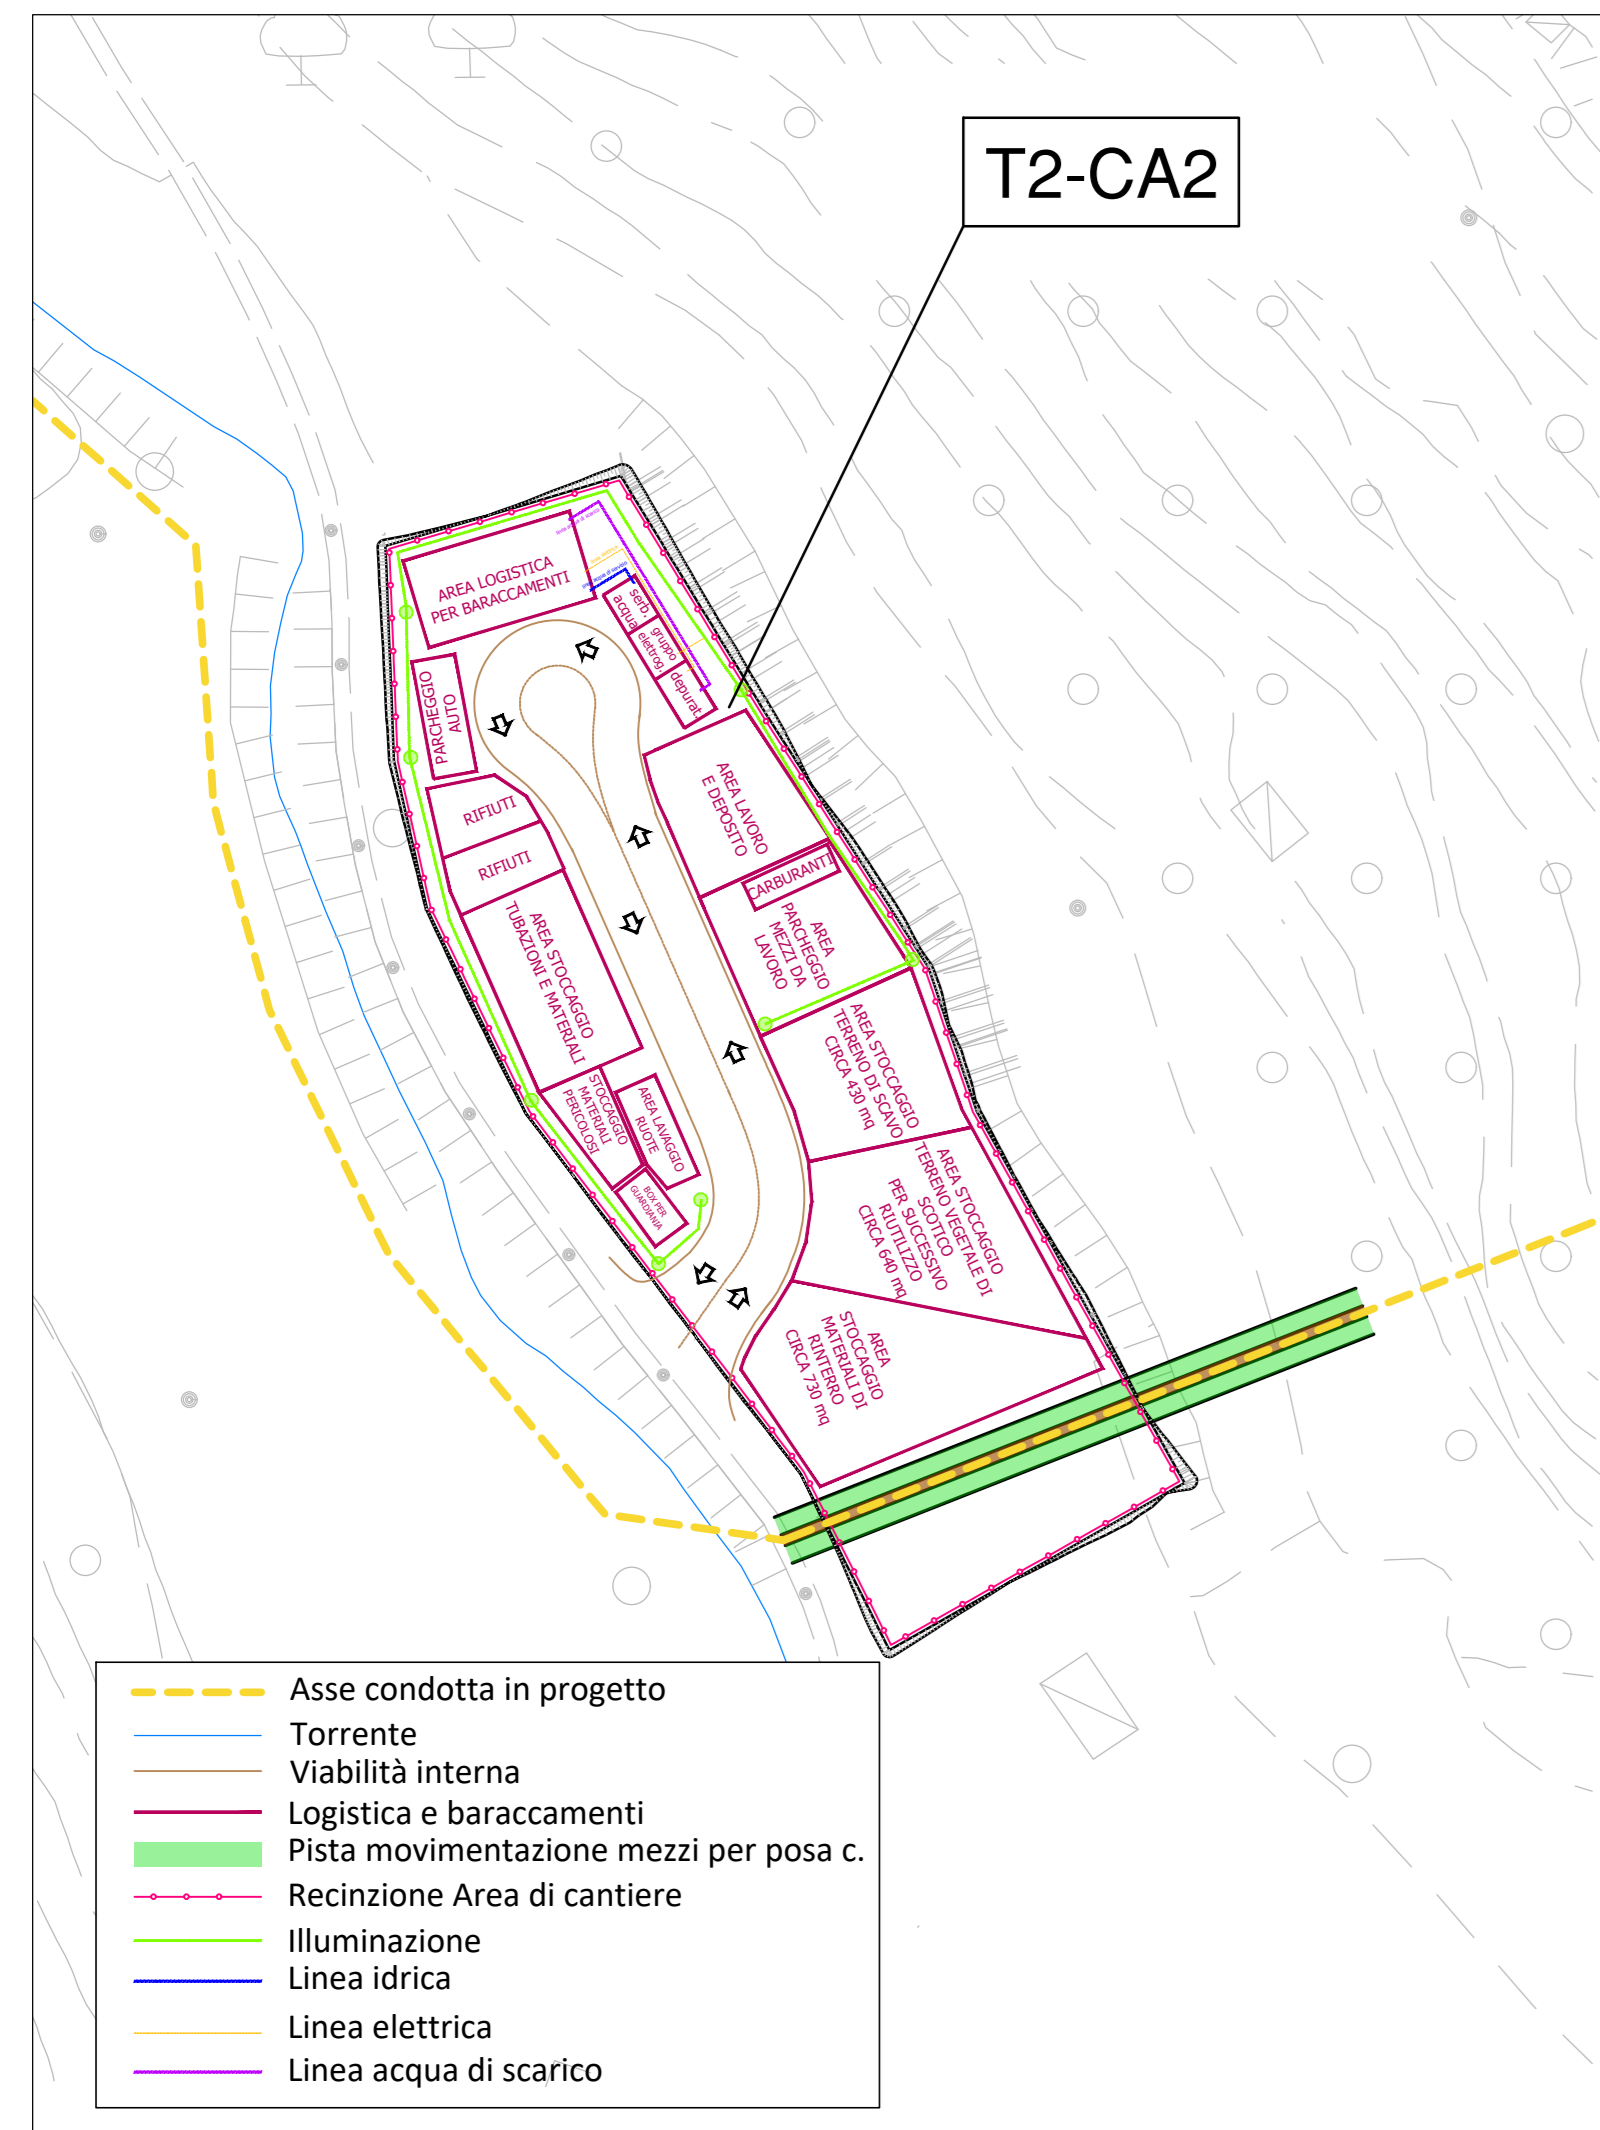 T2-CA2
AREA LOGISTICA
PER BARACCAMENTI
serb.
acqua
gruppo
elettrog.
depurat.
PARCHEGGIO
AUTO
RIFIUTI
RIFIUTI
AREA LAVORO
E DEPOSITO
CARBURANTI
AREA
PARCHEGGIO
MEZZI DA
LAVORO
AREA STOCCAGGIO
TUBAZIONI E MATERIALI
AREA STOCCAGGIO
TERRENO DI SCAVO
CIRCA 430 mq
STOCCAGGIO
MATERIALI
PERICOLOSI
AREA LAVAGGIO
RUOTE
BOX PER
GUARDIANIA
AREA STOCCAGGIO
TERRENO VEGETALE DI
SCOTICO
PER SUCCESSIVO
RIUTILIZZO
CIRCA 640 mq
AREA
STOCCAGGIO
MATERIALI DI
RINTERRO
CIRCA 730 mq
Asse condotta in progetto
Torrente
Viabilità interna
Logistica e baraccamenti
Pista movimentazione mezzi per posa c.
Recinzione Area di cantiere
Illuminazione
Linea idrica
Linea elettrica
Linea acqua di scarico